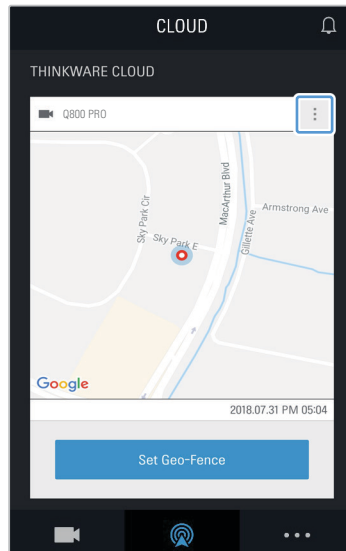 CLOUD
THINKWARE CLOUD
Q800 PRO
MacArthur Blvd
Armstrong Ave
Sky Park Cir
Gillette Ave
Sky Park E
Google
2018.07.31 PM 05:04
Set Geo-Fence